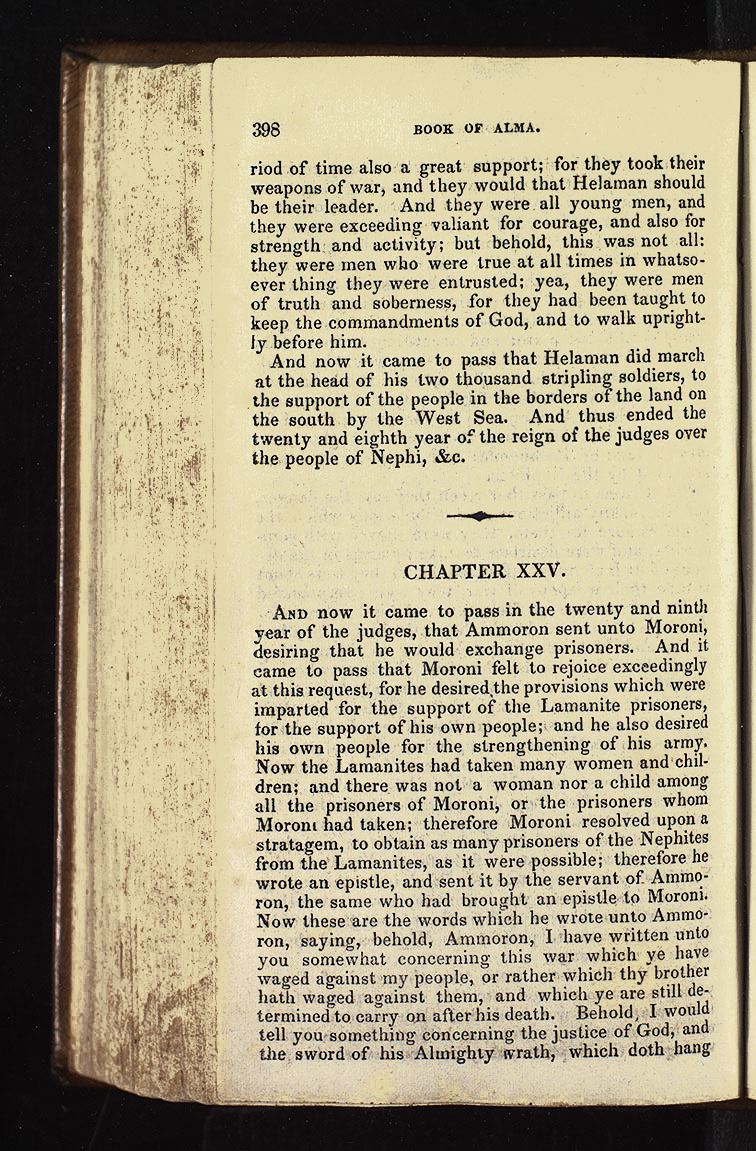 398 BOOK OF ALMA.
riod of time also a great support; for they took their
weapons of war, and they would that Helaman should
be their leader. And they were all young men, and
they were exceeding valiant for courage, and also for
strength and activity; but behold, this was not all:
they were men who were true at all times in whatso-
ever thing they were entrusted; yea, they were men
of truth and soberness, for they had been taught to
keep the commandments of God, and to walk upright-
ly before him.
And now it came to pass that Helaman did march
at the head of his two thousand stripling soldiers, to
the support of the people in the borders of the land on
the south by the West Sea. And thus ended the
twenty and eighth year of the reign of the judges over
the people of Nephi, &c.
CHAPTER XXV.
AND now it came to pass in the twenty and ninth
year of the judges, that Ammoron sent unto Moroni,
desiring that he would exchange prisoners. And it
came to pass that Moroni felt to rejoice exceedingly
at this request, for he desired the provisions which were
imparted for the support of the Lamanite prisoners,
for the support of his own people; and he also desired
his own people for the strengthening of his army.
Now the Lamanites had taken many women and chil-
dren; and there was not a woman nor a child among
all the prisoners of Moroni, or the prisoners whom
Moroni had taken; therefore Moroni resolved upon a
stratagem, to obtain as many prisoners of the Nephites
from the Lamanites, as it were possible; therefore he
wrote an epistle, and sent it by the servant of Ammo-
ron, the same who had brought an epistle to Moroni.
Now these are the words which he wrote unto Ammo-
ron, saying, behold, Ammoron, I have written unto
you somewhat concerning this war which ye have
waged against my people, or rather which thy brother
hath waged against them, and which ye are still de-
termined to carry on after his death. Behold, I would
tell you something concerning the justice of God, and
the sword of his Almighty wrath, which doth hang